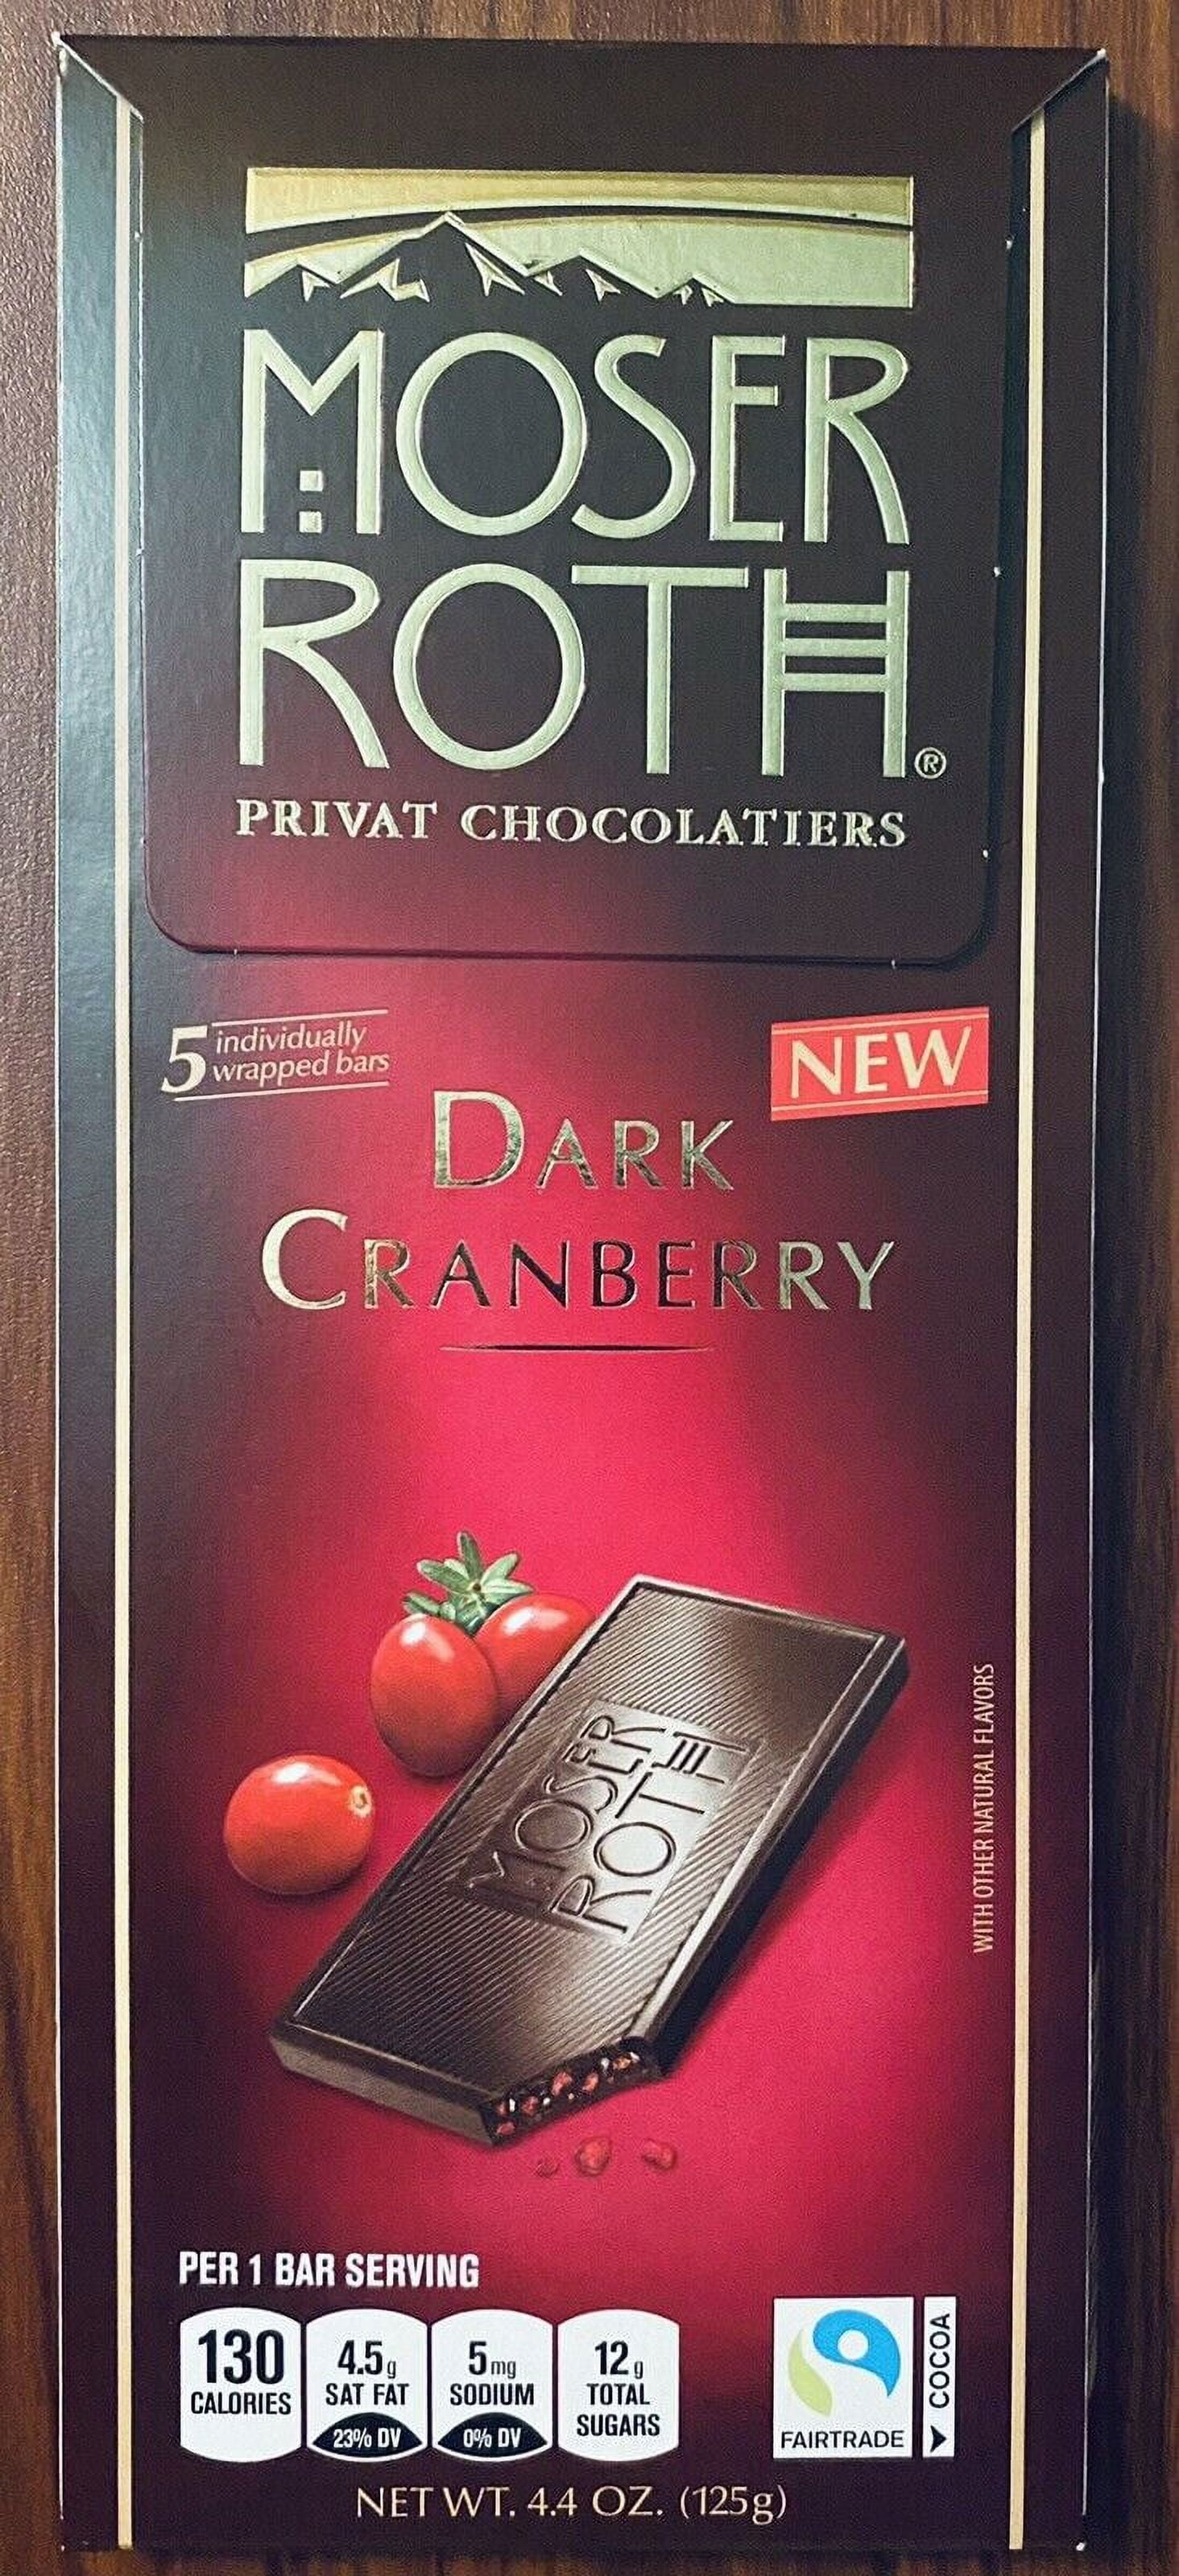 MOSER
ROTH®
PRIVAT CHOCOLATIERS
5 individually
wrapped bars
NEW
DARK
CRANBERRY
MOSER
ROTH
WITH OTHER NATURAL FLAVORS
PER 1 BAR SERVING
130
CALORIES
4.5g
SAT FAT
23% DV
5mg
SODIUM
0% DV
12g
TOTAL
SUGARS
FAIRTRADE
COCOA
NET WT. 4.4 OZ. (125g)